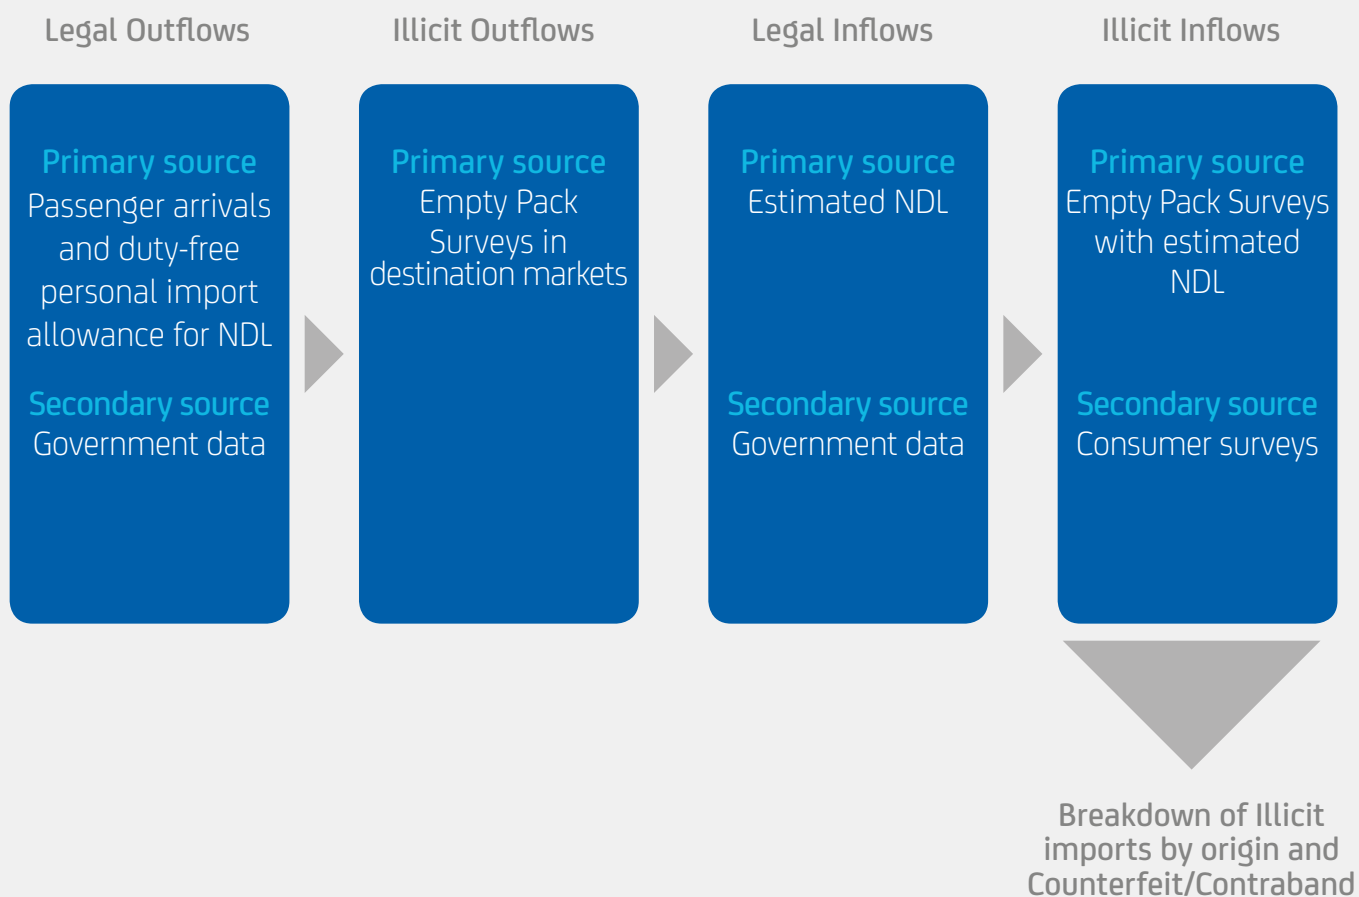 Legal Outflows
Illicit Outflows
Legal Inflows
Illicit Inflows
Primary source
Passenger arrivals
and duty-free
personal import
allowance for NDL
Secondary source
Government data
Primary source
Empty Pack
Surveys in
destination markets
Primary source
Estimated NDL
Secondary source
Government data
Primary source
Empty Pack Surveys
with estimated
NDL
Secondary source
Consumer surveys
Breakdown of Illicit
imports by origin and
Counterfeit/Contraband